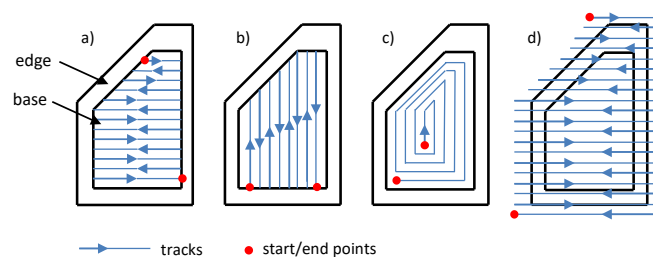 a) b) c) d)
edge
base
tracks start/end points